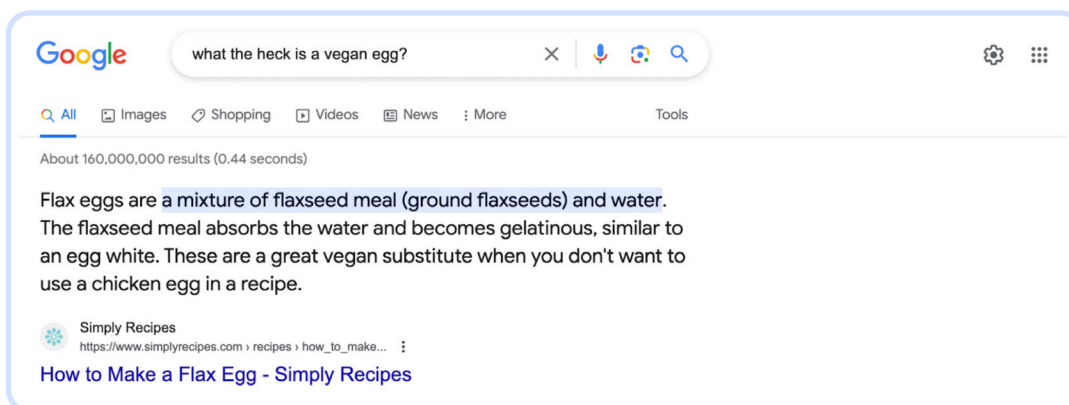 Google what the heck is a vegan egg?
All Images Shopping Videos News More Tools
About 160,000,000 results (0.44 seconds)
Flax eggs are a mixture of flaxseed meal (ground flaxseeds) and water.
The flaxseed meal absorbs the water and becomes gelatinous, similar to
an egg white. These are a great vegan substitute when you don't want to
use a chicken egg in a recipe.
Simply Recipes
https://www.simplyrecipes.com › recipes › how_to_make...
How to Make a Flax Egg - Simply Recipes